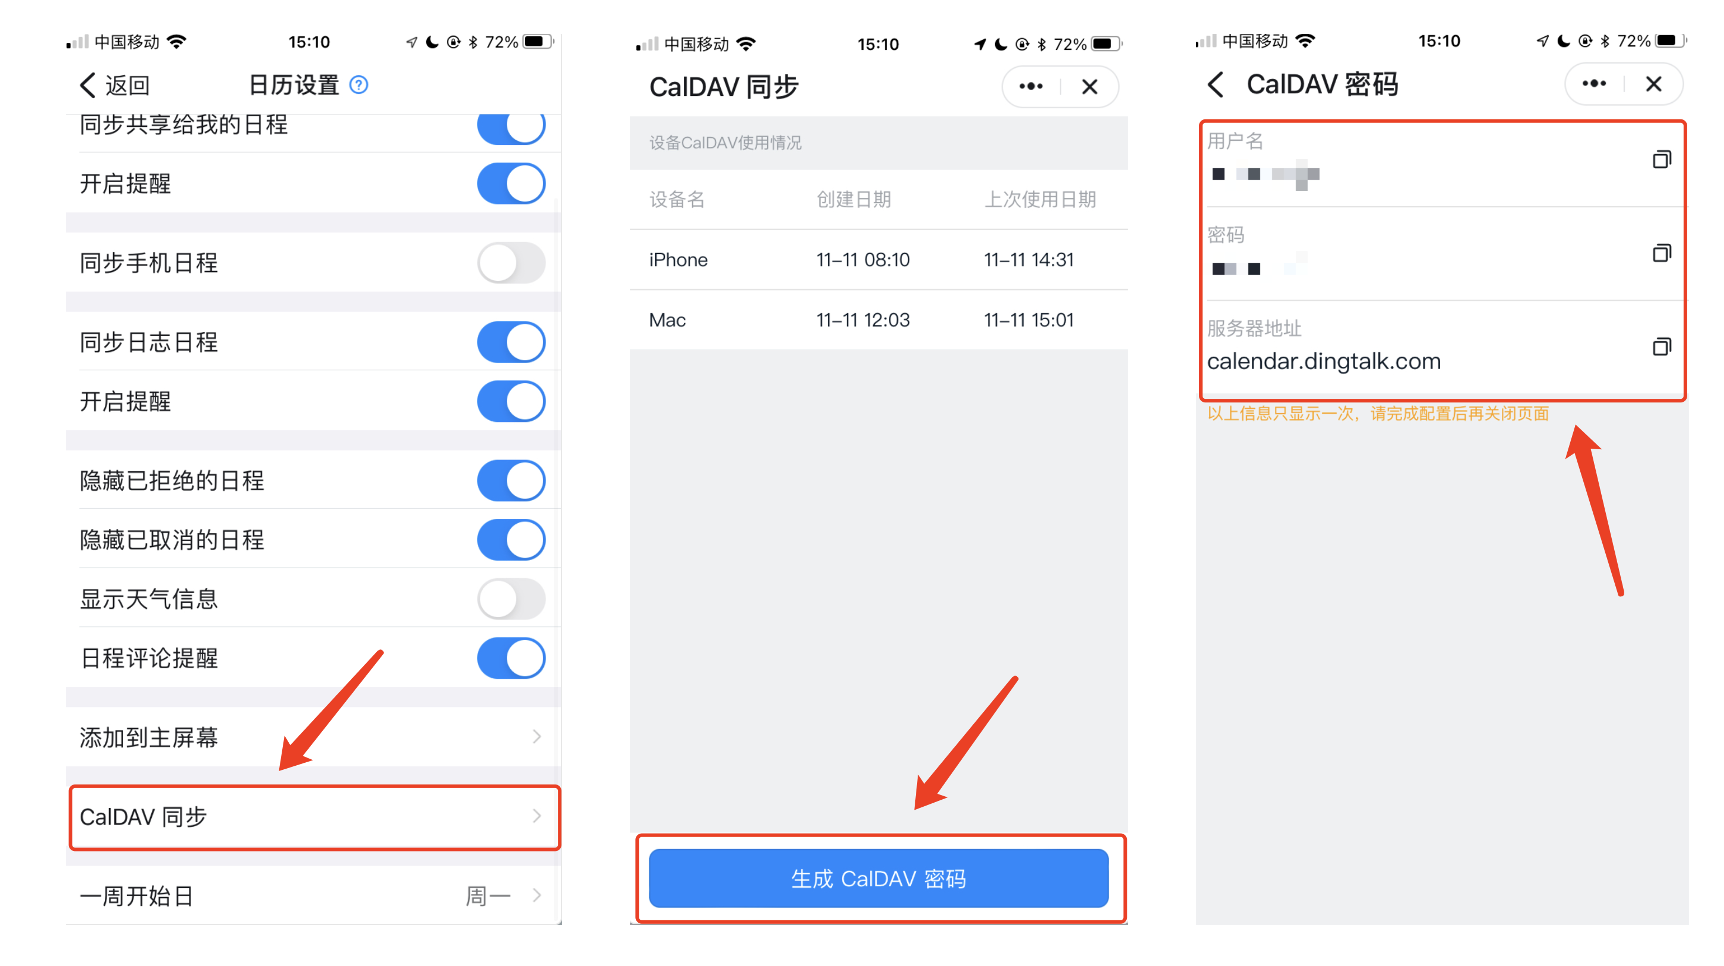 中国移动
15:10
72%
返回
日历设置
同步共享给我的日程
开启提醒
同步手机日程
同步日志日程
开启提醒
隐藏已拒绝的日程
隐藏已取消的日程
显示天气信息
日程评论提醒
添加到主屏幕
CalDAV 同步
一周开始日 周一
中国移动
15:10
72%
CalDAV 同步
设备CalDAV使用情况
设备名 创建日期 上次使用日期
iPhone 11-11 08:10 11-11 14:31
Mac 11-11 12:03 11-11 15:01
生成 CalDAV 密码
中国移动
15:10
72%
CalDAV 密码
用户名
密码
服务器地址
calendar.dingtalk.com
以上信息只显示一次，请完成配置后再关闭页面